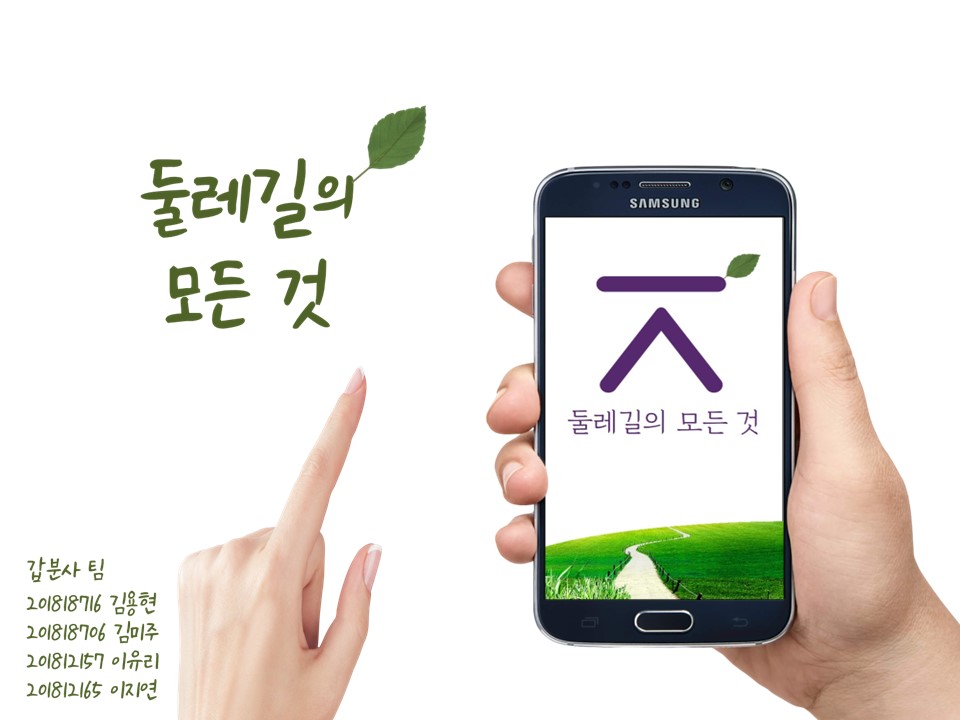 둘레길의
모든 것
SAMSUNG
ㅈ
둘레길의 모든 것
갑분사 팀
201818716 김용현
201818706 김미주
201812157 이유리
201812165 이지연